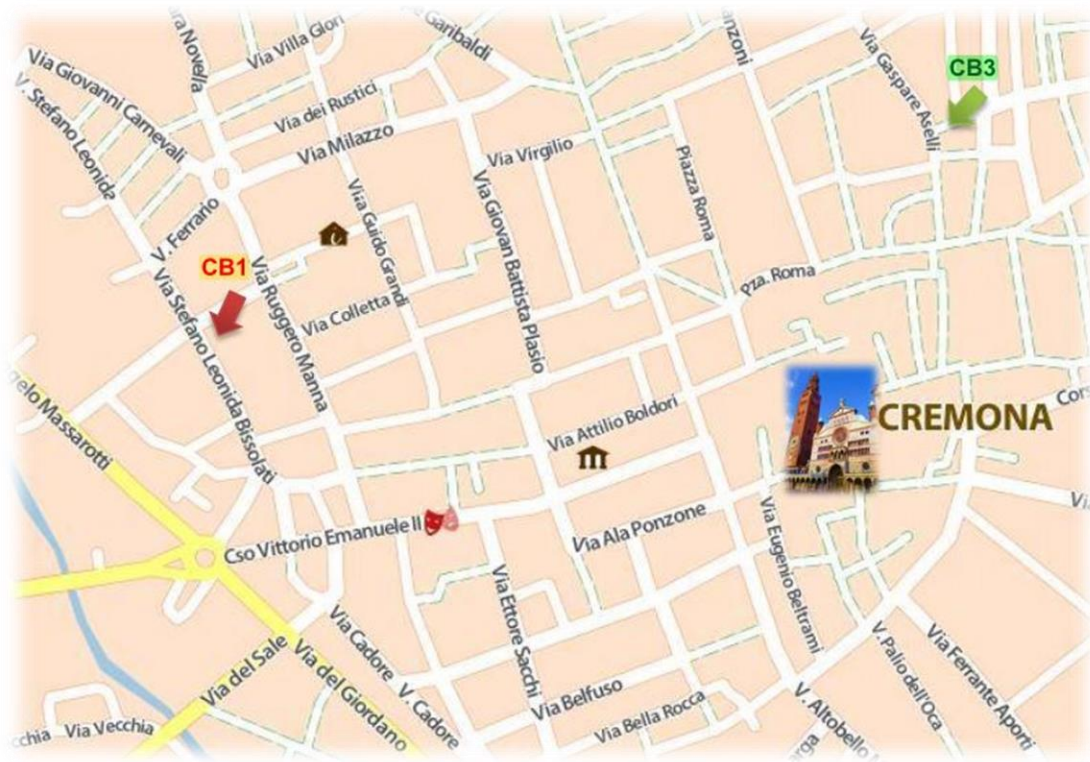 Via Villa Glori
Garibaldi
Via Giovanni Carnevali
V. Stefano Leonida
Via dei Rustici
Via Milazzo
Via Virgilio
Via Gaspare Aselli
CB3
Piazza Roma
V. Ferrario
Via Guido Grandi
Via Giovan Battista Plasio
CB1
Via Stefano Leonida Bissolati
Via Ruggero Manna
Via Colletta
Pza. Roma
CREMONA
Via Attilio Boldori
Massarotti
Cso Vittorio Emanuele II
Via Ala Ponzone
Via Eugenio Beltrami
Via Ettore Sacchi
Via Cadore
V. Cadore
Via del Sale
Via del Giordano
Via Belfuso
Via Bella Rocca
V. Palio dell'Oca
Via Ferrante Aporti
V. Altobello
Via Vecchia